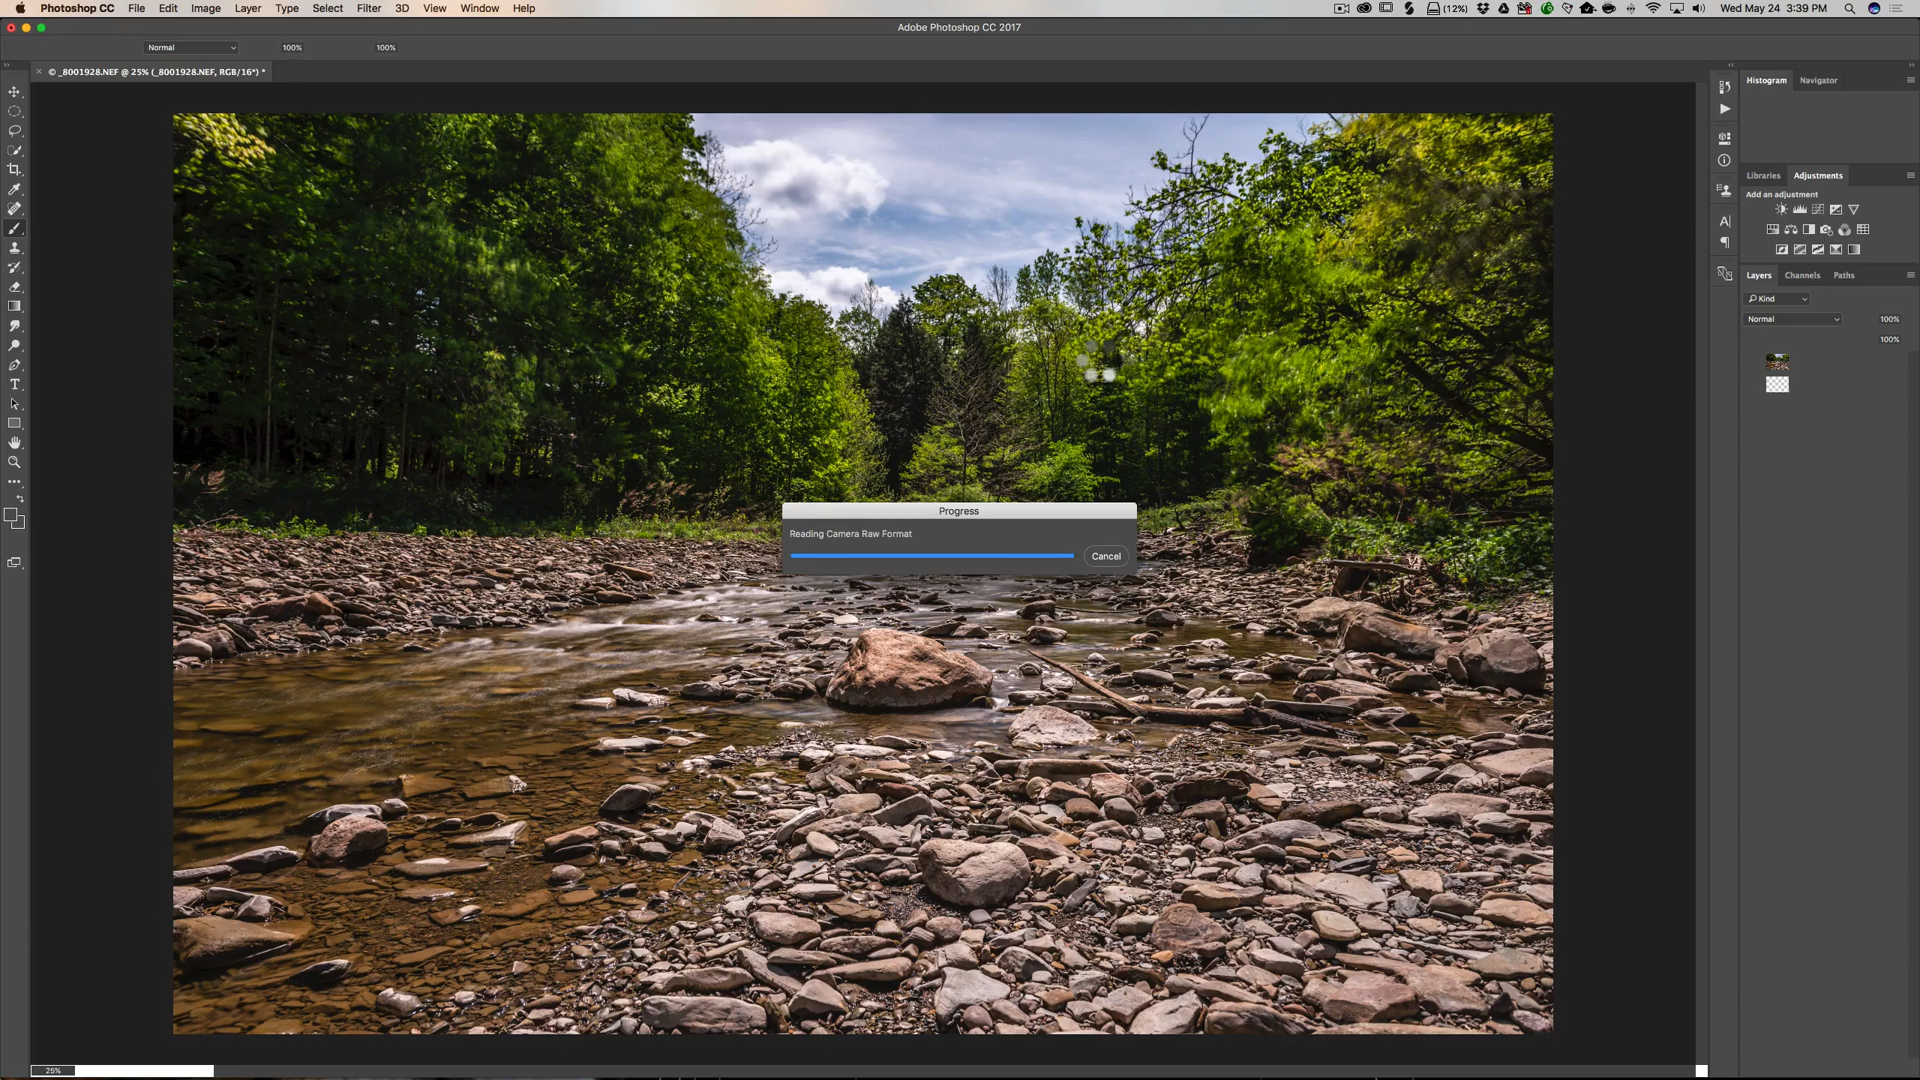 Photoshop CC File Edit Image Layer Type Select Filter 3D View Window Help (12%) Wed May 24 3:39 PM
Adobe Photoshop CC 2017
Normal 100% 100%
© _8001928.NEF @ 25% (_8001928.NEF, RGB/16*) *
Histogram Navigator
Libraries Adjustments
Add an adjustment
Layers Channels Paths
Kind
Normal 100%
100%
Progress
Reading Camera Raw Format
Cancel
25%